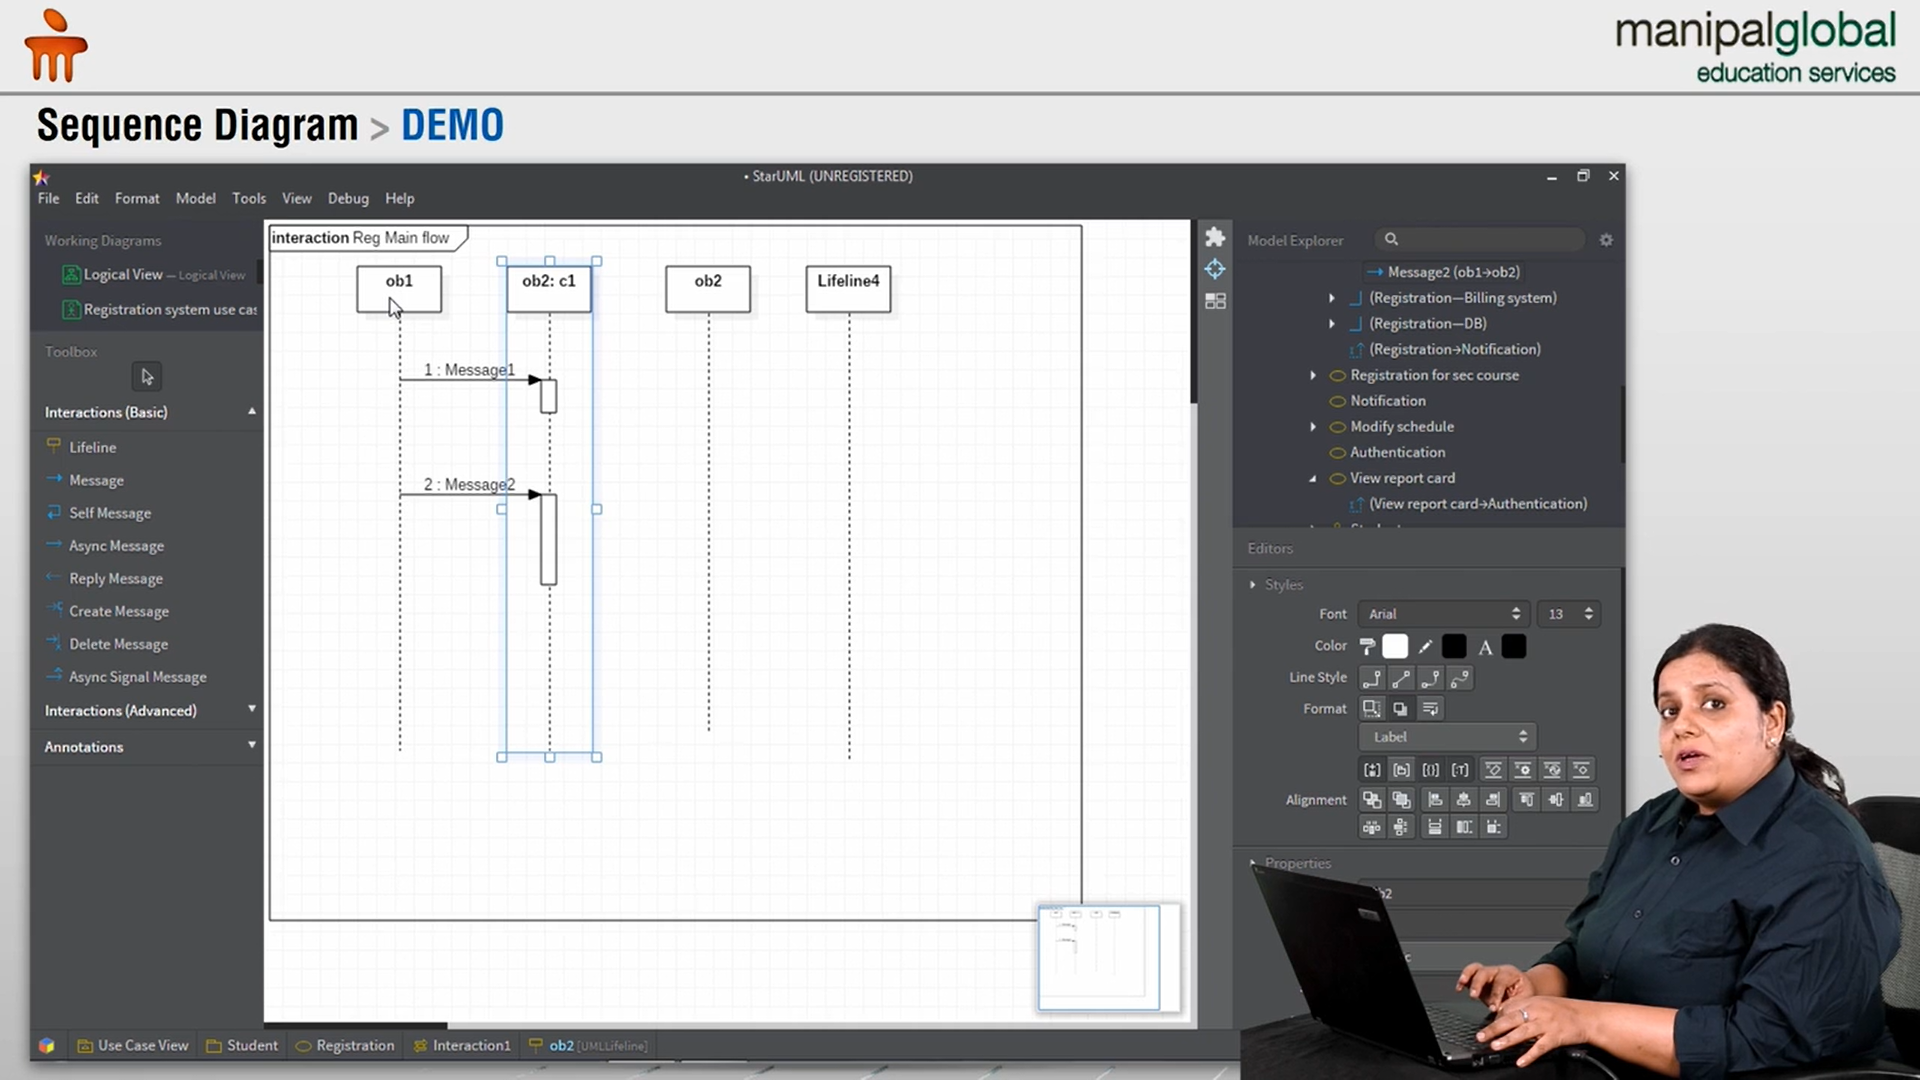 manipalglobal
education services
Sequence Diagram > DEMO
• StarUML (UNREGISTERED)
File Edit Format Model Tools View Debug Help
Working Diagrams
Logical View — Logical View
Registration system use cas
Toolbox
Interactions (Basic)
Lifeline
Message
Self Message
Async Message
Reply Message
Create Message
Delete Message
Async Signal Message
Interactions (Advanced)
Annotations
interaction Reg Main flow
ob1
ob2: c1
ob2
Lifeline4
1 : Message1
2 : Message2
Model Explorer
Message2 (ob1→ob2)
(Registration—Billing system)
(Registration—DB)
(Registration→Notification)
Registration for sec course
Notification
Modify schedule
Authentication
View report card
(View report card→Authentication)
Editors
Styles
Font Arial 13
Color A
Line Style
Format
Label
Alignment
Properties
Use Case View Student Registration Interaction1 ob2 [UMLLifeline]